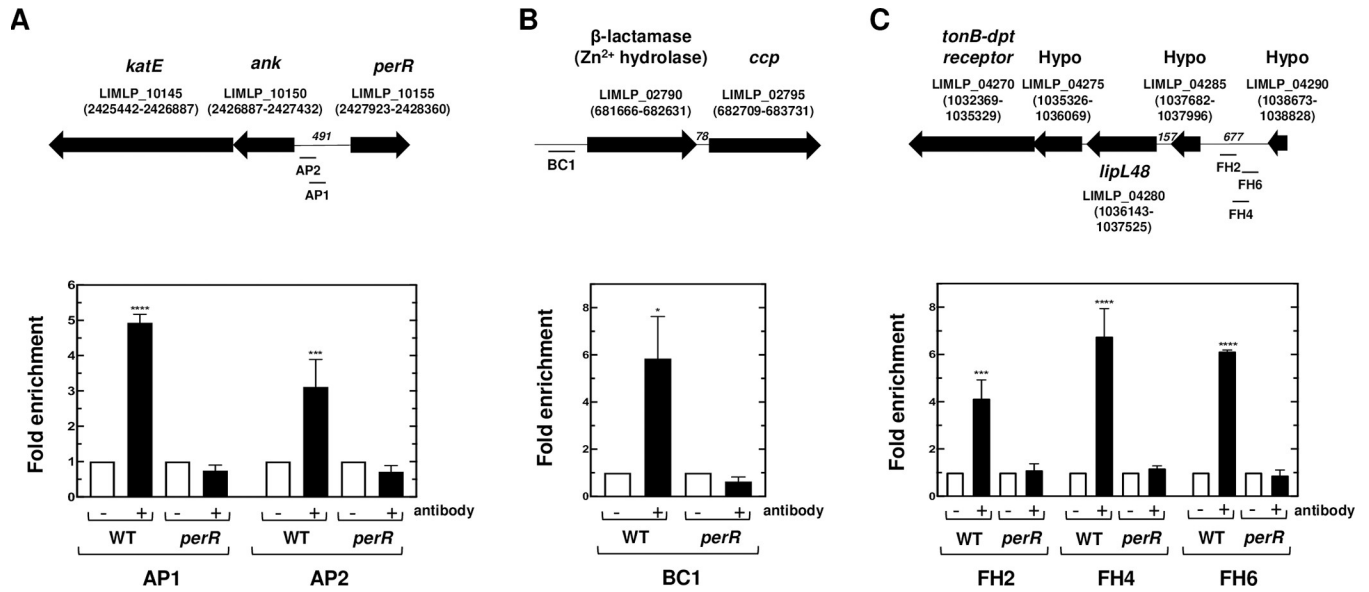 A
katE
ank
perR
LIMLP_10145
(2425442-2426887)
LIMLP_10150
(2426887-2427432)
LIMLP_10155
(2427923-2428360)
491
AP2
AP1
Fold enrichment
6
5
4
3
2
1
0
****
***
- + - + - + - + antibody
WT perR WT perR
AP1 AP2
B
β-lactamase
(Zn2+ hydrolase)
ccp
LIMLP_02790
(681666-682631)
LIMLP_02795
(682709-683731)
78
BC1
Fold enrichment
8
6
4
2
0
*
- + - + antibody
WT perR
BC1
C
tonB-dpt
receptor
Hypo
Hypo
Hypo
LIMLP_04270
(1032369-
1035329)
LIMLP_04275
(1035326-
1036069)
LIMLP_04285
(1037682-
1037996)
LIMLP_04290
(1038673-
1038828)
157
677
FH2
FH6
FH4
lipL48
LIMLP_04280
(1036143-
1037525)
Fold enrichment
8
6
4
2
0
***
****
****
- + - + - + - + - + - + antibody
WT perR WT perR WT perR
FH2 FH4 FH6